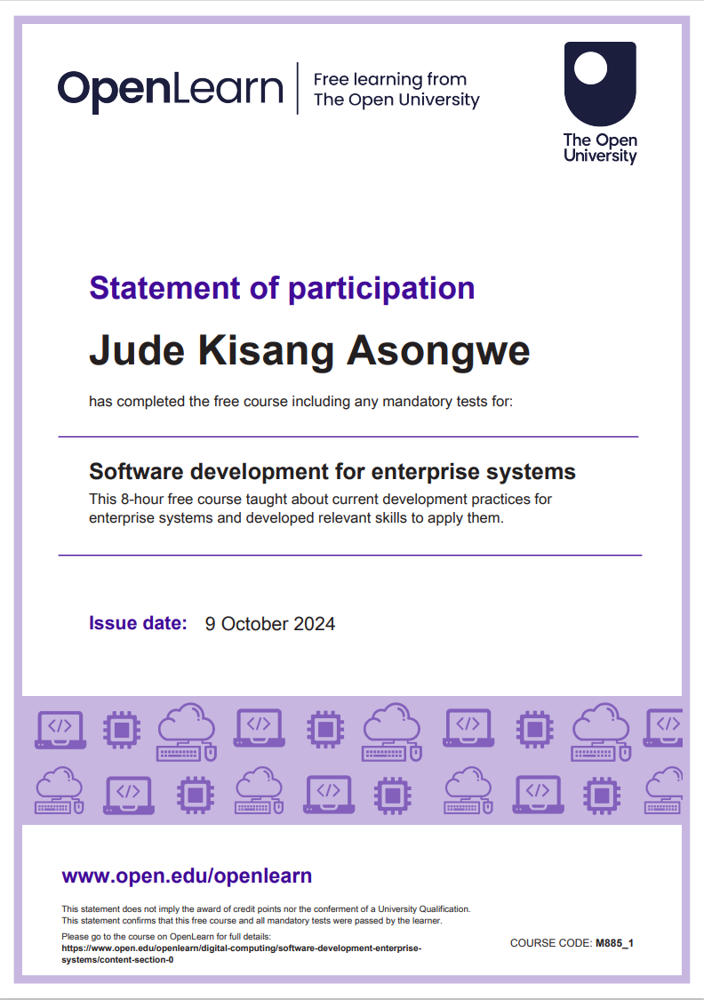 OpenLearn
Free learning from
The Open University
The Open
University
Statement of participation
Jude Kisang Asongwe
has completed the free course including any mandatory tests for:
Software development for enterprise systems
This 8-hour free course taught about current development practices for
enterprise systems and developed relevant skills to apply them.
Issue date: 9 October 2024
www.open.edu/openlearn
This statement does not imply the award of credit points nor the conferment of a University Qualification.
This statement confirms that this free course and all mandatory tests were passed by the learner.
Please go to the course on OpenLearn for full details:
https://www.open.edu/openlearn/digital-computing/software-development-enterprise-
systems/content-section-0
COURSE CODE: M885_1